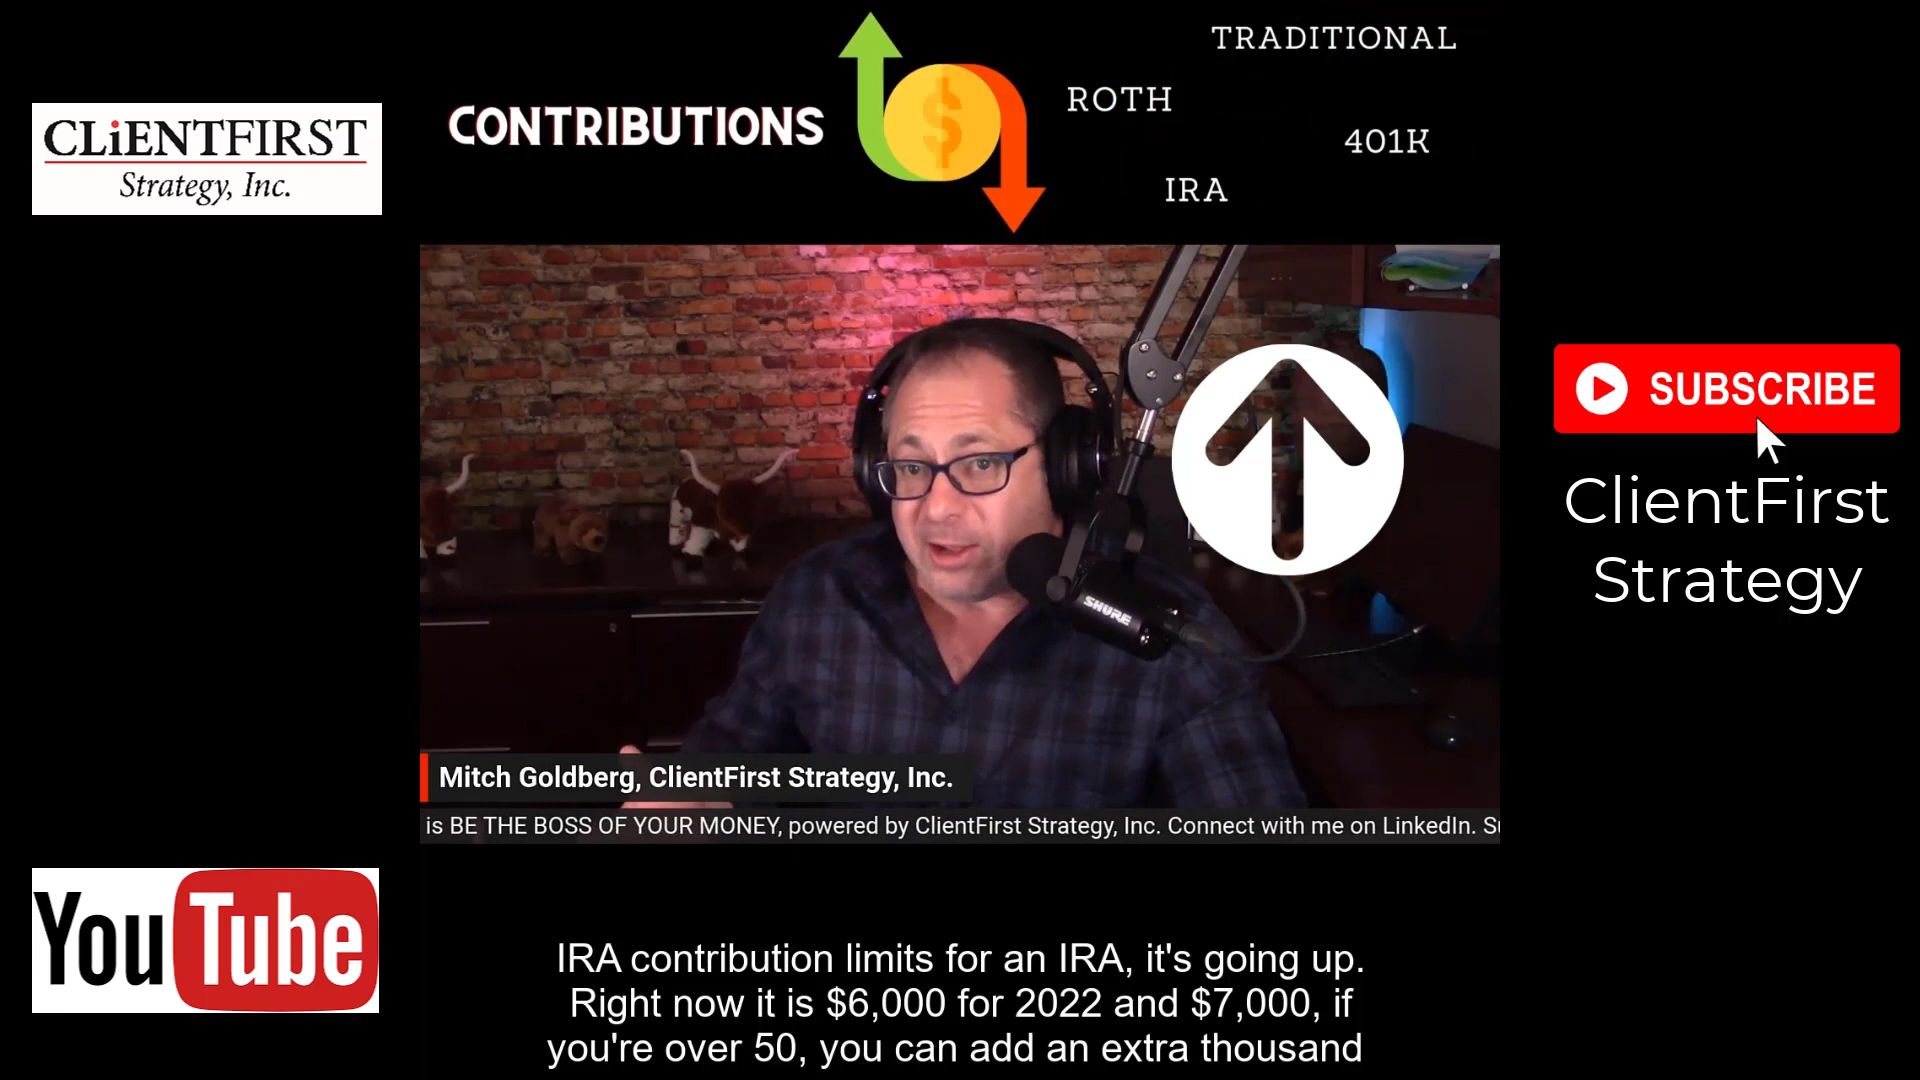 TRADITIONAL
ROTH
CONTRIBUTIONS
401K
IRA
CLiENTFIRST
Strategy, Inc.
SUBSCRIBE
ClientFirst
Strategy
SHURE
Mitch Goldberg, ClientFirst Strategy, Inc.
is BE THE BOSS OF YOUR MONEY, powered by ClientFirst Strategy, Inc. Connect with me on LinkedIn.
YouTube
IRA contribution limits for an IRA, it's going up.
Right now it is $6,000 for 2022 and $7,000, if
you're over 50, you can add an extra thousand